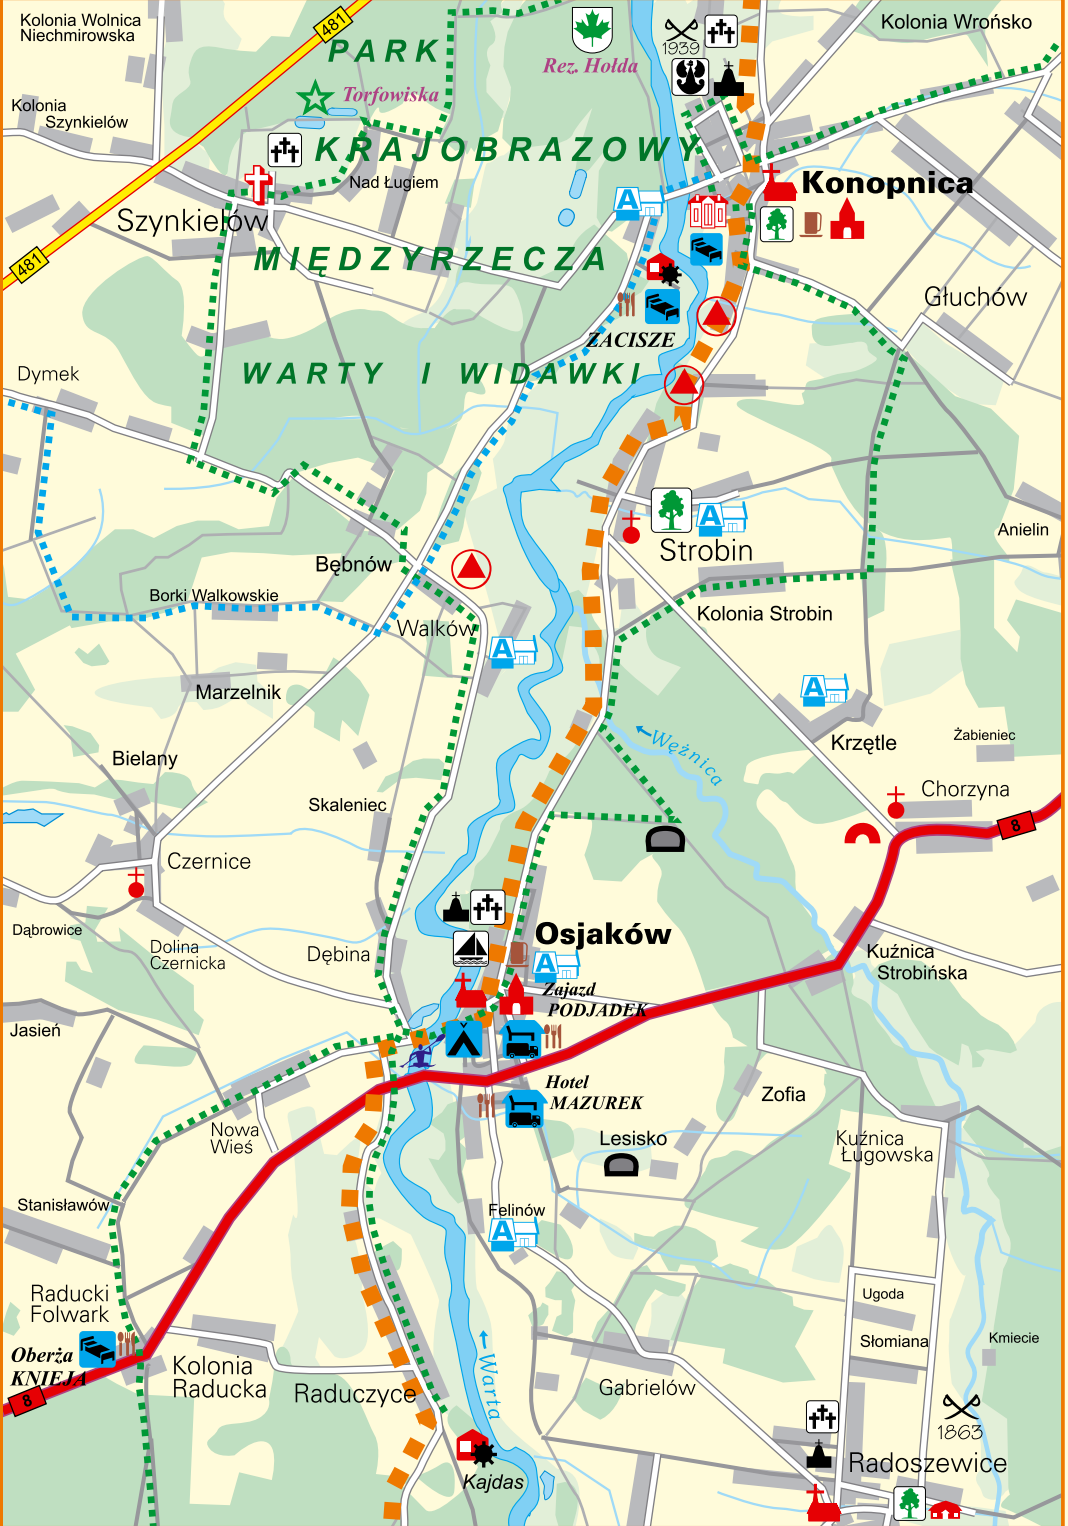 Kolonia Wolnica
Niechmirowska
481
PARK
Rez. Hołda
1939
Kolonia Wrońsko
Torfowiska
Kolonia
Szynkielów
KRAJOBRAZOWY
Nad Ługiem
Konopnica
Szynkielów
A
481
MIĘDZYRZECZA
Głuchów
ZACISZE
Dymek
WARTY I WIDAWKI
A
Anielin
Strobin
Bębnów
Borki Walkowskie
Kolonia Strobin
Walków
A
Marzelnik
A
Krzętle
Żabieniec
Wężnica
Bielany
Chorzyna
Skaleniec
8
Czernice
Dąbrowice
Osjaków
Dolina
Czernicka
Dębina
A
Kuźnica
Strobińska
Zajazd
PODJADEK
Jasień
Hotel
MAZUREK
Zofia
Nowa
Wieś
Lesisko
Kuźnica
Ługowska
Stanisławów
Felinów
A
Raducki
Folwark
Ugoda
Słomiana
Kmiecie
Oberża
KNIEJA
Kolonia
Raducka
8
Raduczyce
Warta
Gabrielów
1863
Radoszewice
Kajdas